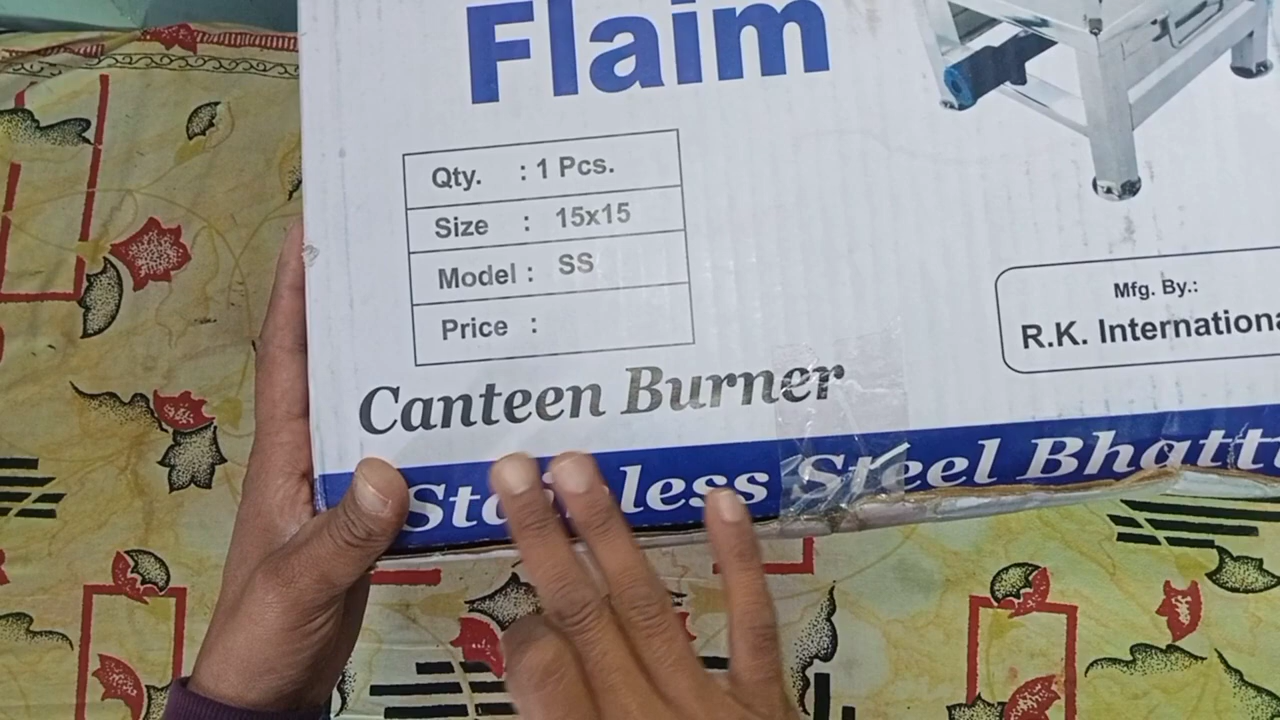 Flaim
Qty. : 1 Pcs.
Size : 15x15
Model : SS
Price :
Mfg. By.:
R.K. Internationa
Canteen Burner
Steel Bhatt